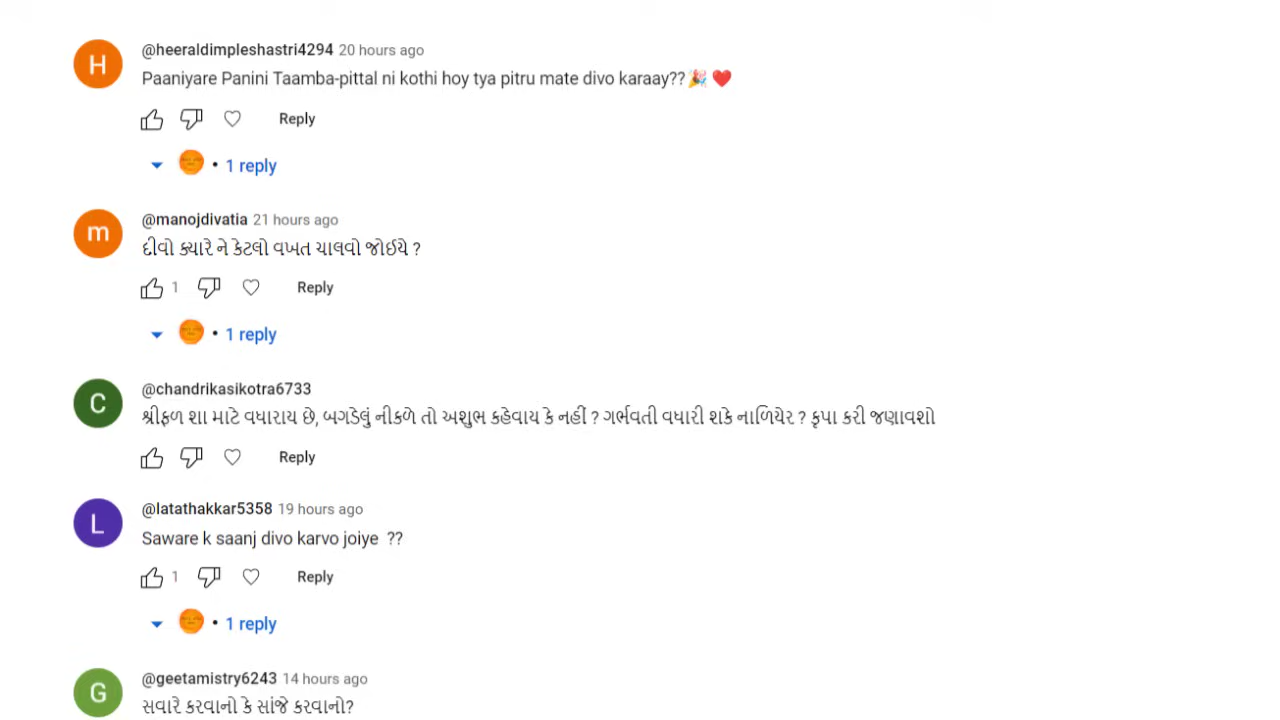 @heeraldimpleshastri4294 20 hours ago
Paaniyare Panini Taamba-pittal ni kothi hoy tya pitru mate divo karaay??🎉❤️
Reply
• 1 reply
@manojdivatia 21 hours ago
દીવો ક્યારે ને કેટલો વખત ચાલવો જોઈયે ?
1 Reply
• 1 reply
@chandrikasikotra6733
શ્રીફળ શા માટે વધારાય છે, બગડેલું નીકળે તો અશુભ કહેવાય કે નહીં ? ગર્ભવતી વધારી શકે નાળિયેર ? કૃપા કરી જણાવશો
Reply
@latathakkar5358 19 hours ago
Saware k saanj divo karvo joiye ??
1 Reply
• 1 reply
@geetamistry6243 14 hours ago
સવારે કરવાનો કે સાંજે કરવાનો?
H
m
C
L
G